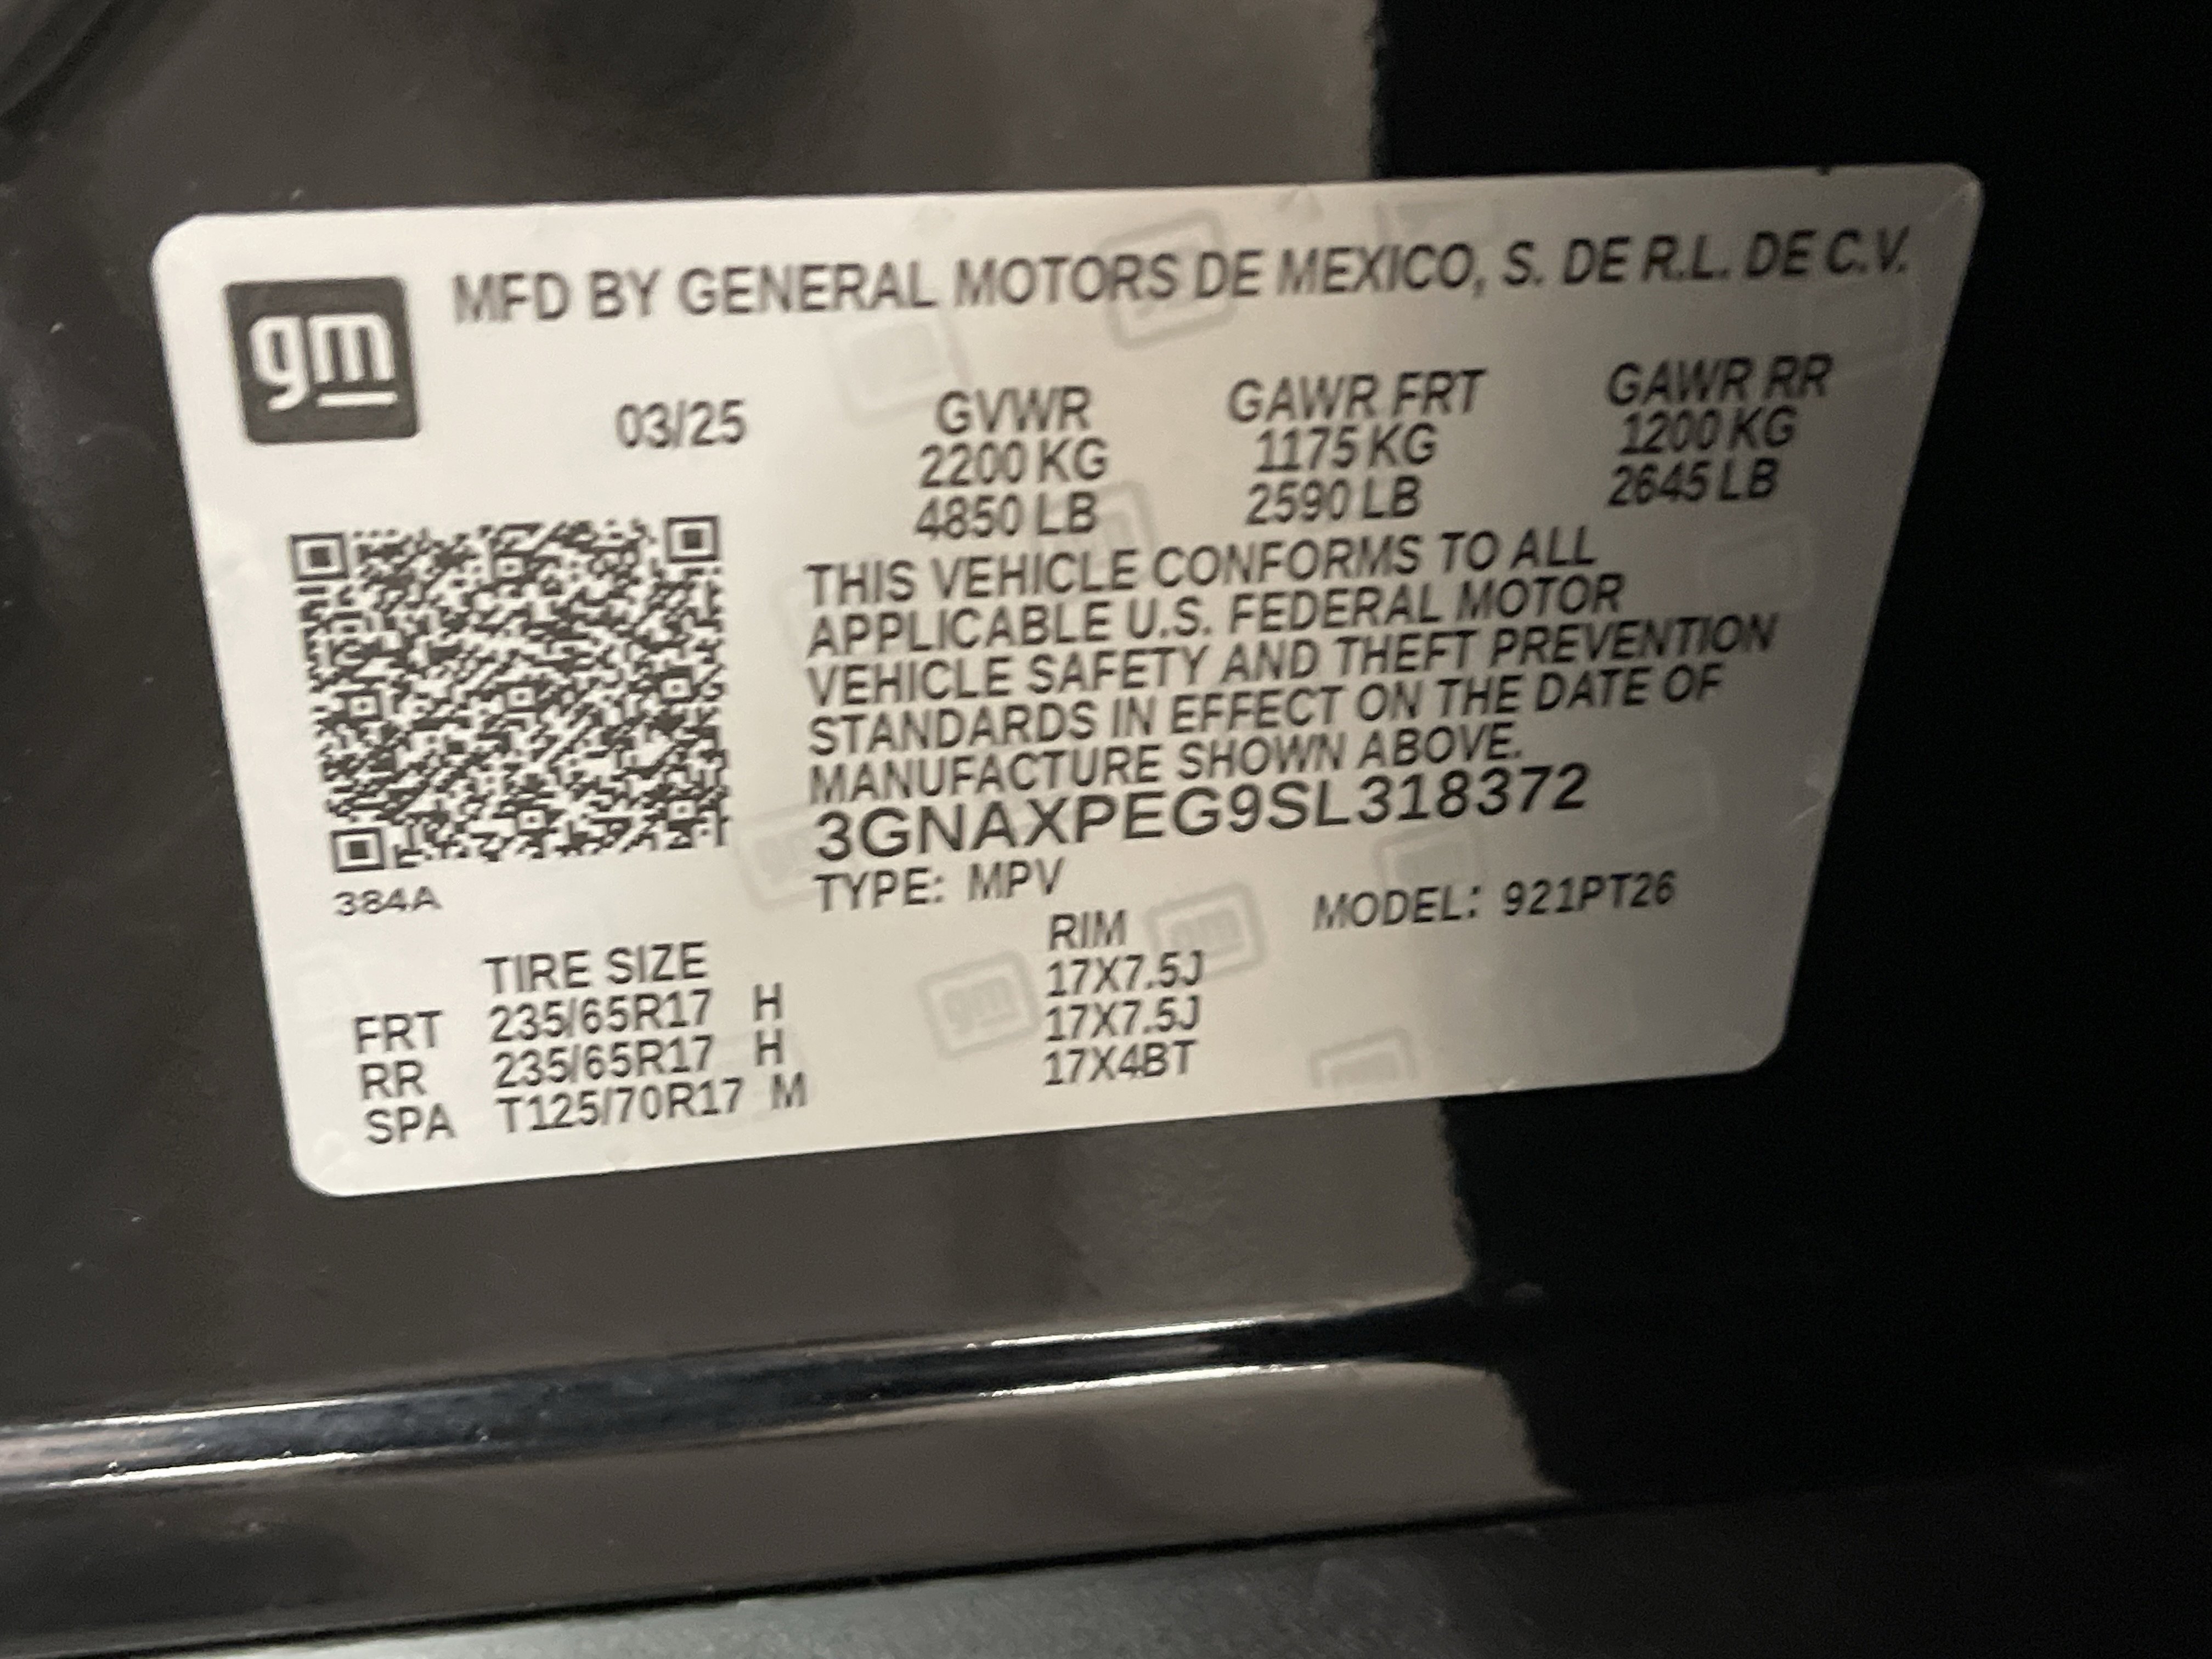 gm
MFD BY GENERAL MOTORS DE MEXICO, S. DE R.L. DE C.V.
03/25
GVWR GAWR FRT GAWR RR
2200 KG 1175 KG 1200 KG
4850 LB 2590 LB 2645 LB
THIS VEHICLE CONFORMS TO ALL
APPLICABLE U.S. FEDERAL MOTOR
VEHICLE SAFETY AND THEFT PREVENTION
STANDARDS IN EFFECT ON THE DATE OF
MANUFACTURE SHOWN ABOVE.
3GNAXPEG9SL318372
384A
TYPE: MPV MODEL: 921PT26
TIRE SIZE RIM
FRT 235/65R17 H 17X7.5J
RR 235/65R17 H 17X7.5J
SPA T125/70R17 M 17X4BT